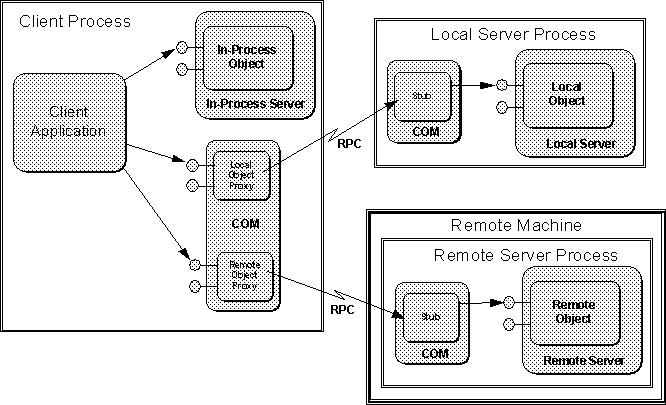 Client Process
In-Process
Object
In-Process Server
Client
Application
Local
Object
Proxy
COM
Remote
Object
Proxy
RPC
RPC
Local Server Process
Stub
COM
Local
Object
Local Server
Remote Machine
Remote Server Process
Stub
COM
Remote
Object
Remote Server